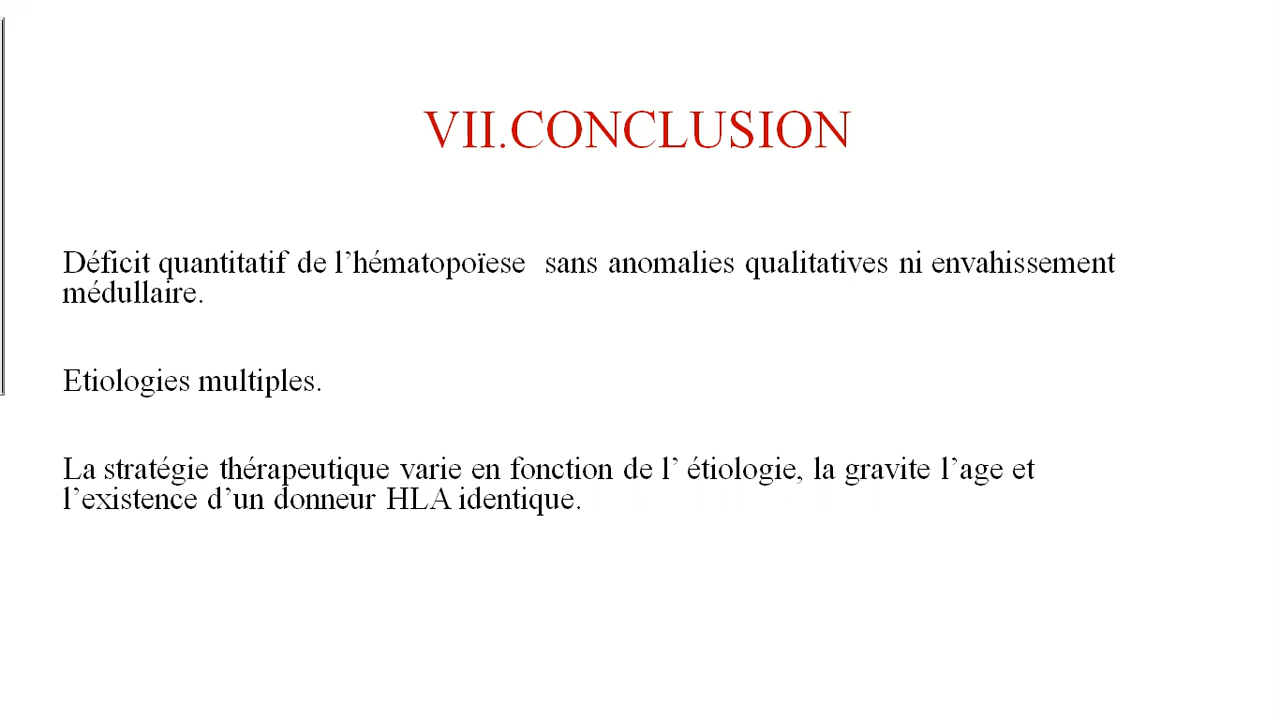 VII.CONCLUSION
Déficit quantitatif de l’hématopoïese sans anomalies qualitatives ni envahissement
médullaire.
Etiologies multiples.
La stratégie thérapeutique varie en fonction de l’ étiologie, la gravite l’age et
l’existence d’un donneur HLA identique.